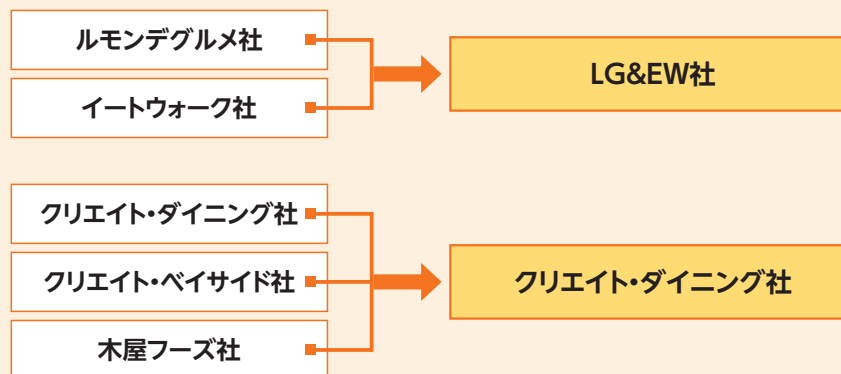 ルモンデグルメ社
イートウォーク社
LG&EW社
クリエイト・ダイニング社
クリエイト・ベイサイド社
木屋フーズ社
クリエイト・ダイニング社